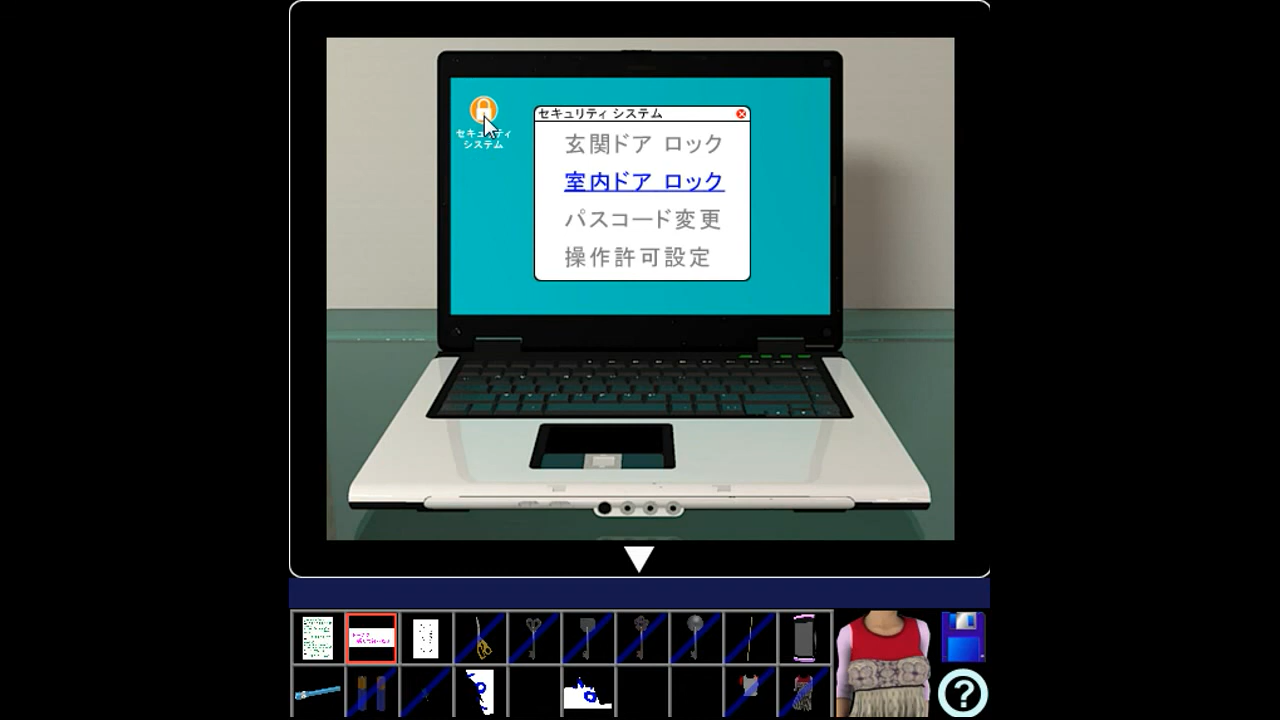 セキュリティ
システム
セキュリティ システム
玄関ドア ロック
室内ドア ロック
パスコード変更
操作許可設定
?